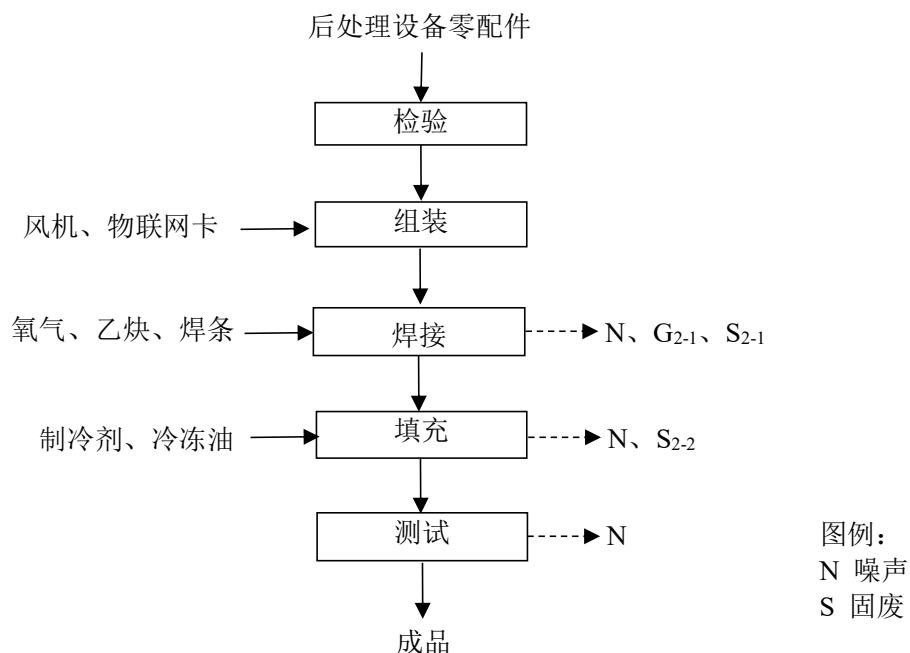 后处理设备零配件
检验
风机、物联网卡
组装
氧气、乙炔、焊条
焊接
N、G2-1、S2-1
制冷剂、冷冻油
填充
N、S2-2
测试
N
成品
图例：
N 噪声
S 固废